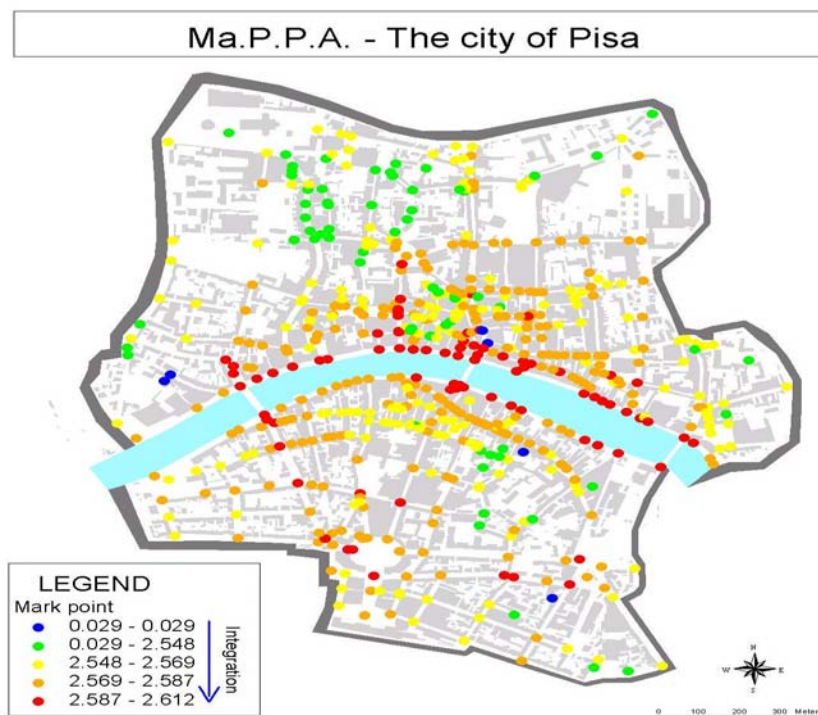 Ma.P.P.A. - The city of Pisa
LEGEND
Mark point
0.029 - 0.029
0.029 - 2.548
2.548 - 2.569
2.569 - 2.587
2.587 - 2.612
Integration
N
W E
S
0 100 200 300 Meter